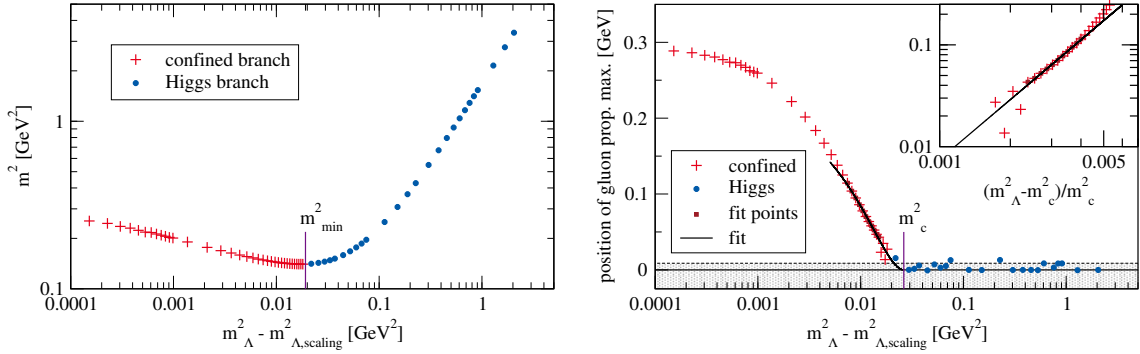 m² [GeV²]
1
0.1
confined branch
Higgs branch
m²min
0.0001 0.001 0.01 0.1 1
m²Λ - m²Λ,scaling [GeV²]
position of gluon prop. max. [GeV]
0.3
0.2
0.1
0
confined
Higgs
fit points
fit
m²c
0.0001 0.001 0.01 0.1 1
m²Λ - m²Λ,scaling [GeV²]
0.1
0.01
0.001 0.005
(m²Λ-m²c)/m²c